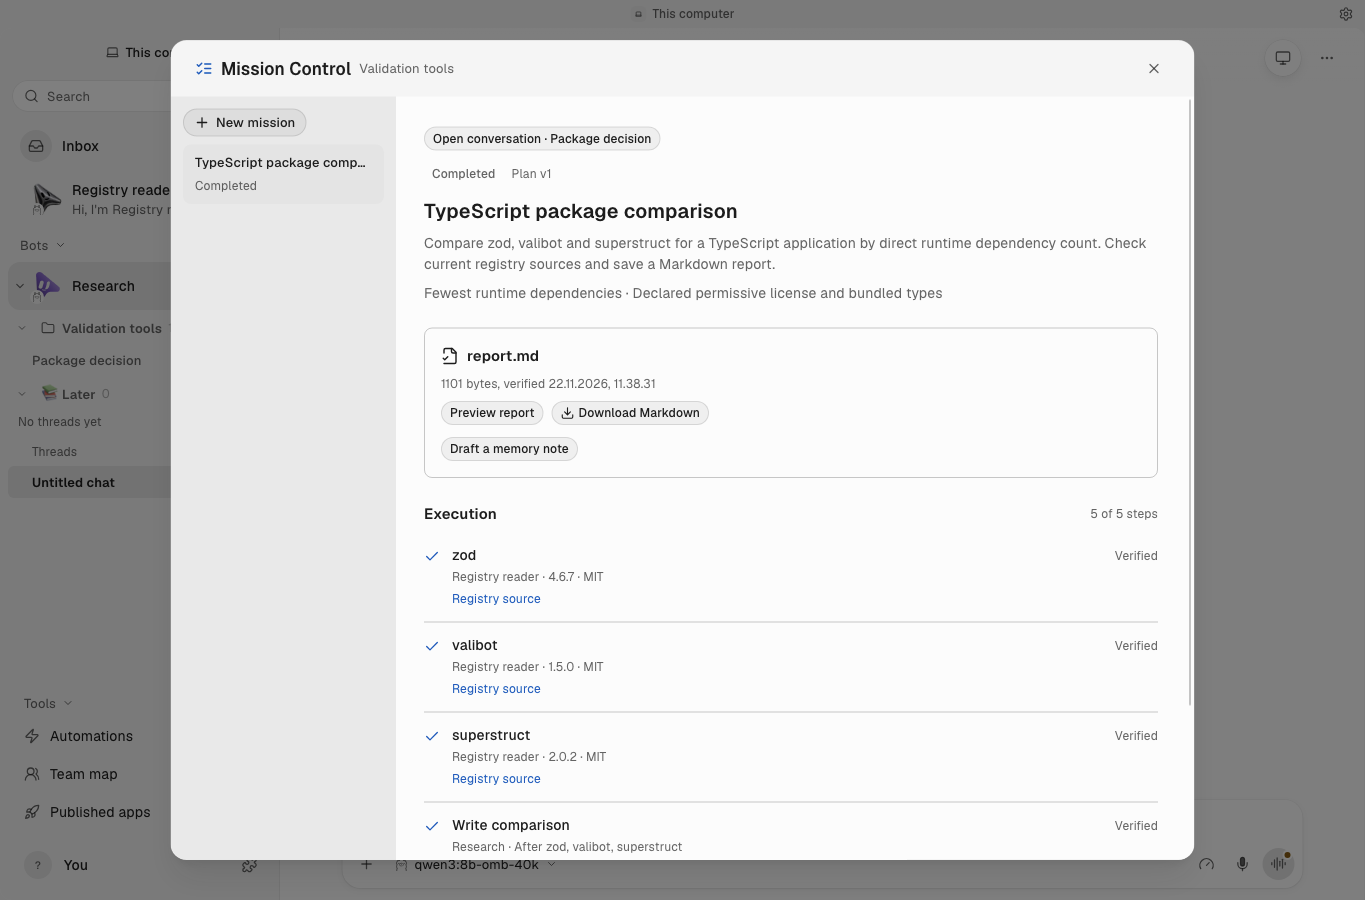 This computer
This co
Search
Inbox
Registry reade
Hi, I'm Registry r
Bots
Research
Validation tools
Package decision
Later 0
No threads yet
Threads
Untitled chat
Tools
Automations
Team map
Published apps
? You
Mission Control Validation tools
New mission
TypeScript package comp…
Completed
Open conversation · Package decision
Completed Plan v1
TypeScript package comparison
Compare zod, valibot and superstruct for a TypeScript application by direct runtime dependency count. Check
current registry sources and save a Markdown report.
Fewest runtime dependencies · Declared permissive license and bundled types
report.md
1101 bytes, verified 22.11.2026, 11.38.31
Preview report Download Markdown
Draft a memory note
Execution 5 of 5 steps
zod Verified
Registry reader · 4.6.7 · MIT
Registry source
valibot Verified
Registry reader · 1.5.0 · MIT
Registry source
superstruct Verified
Registry reader · 2.0.2 · MIT
Registry source
Write comparison Verified
Research · After zod, valibot, superstruct
qwen3:8b-omb-40k